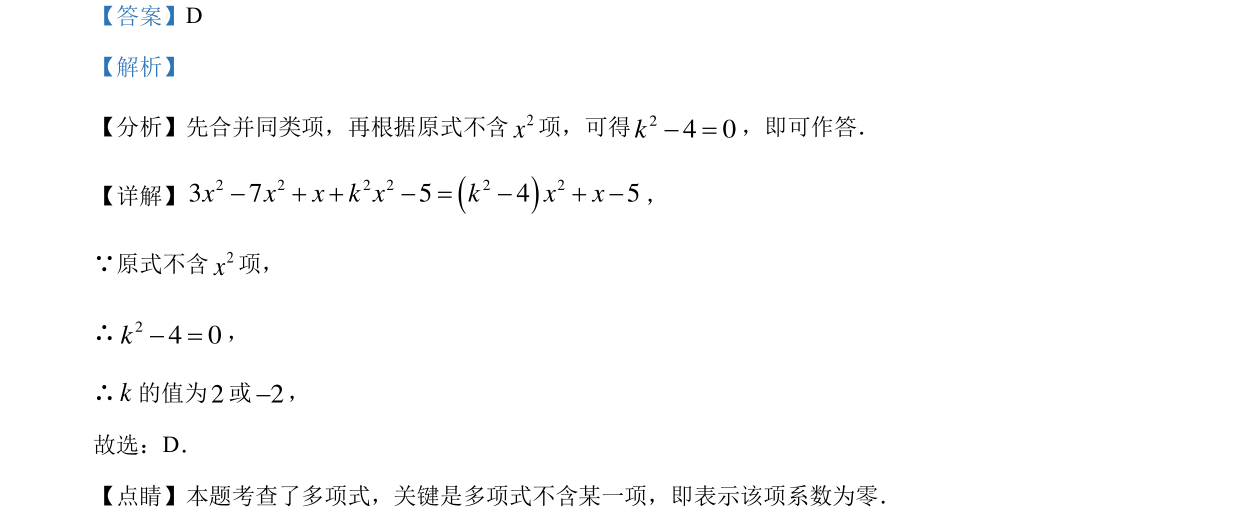 【答案】D
【解析】
【分析】先合并同类项，再根据原式不含 x² 项，可得 k² − 4 = 0，即可作答．
【详解】3x² − 7x² + x + k²x² − 5 = (k² − 4)x² + x − 5，
∵原式不含 x² 项，
∴ k² − 4 = 0，
∴ k 的值为 2 或 −2，
故选：D．
【点睛】本题考查了多项式，关键是多项式不含某一项，即表示该项系数为零．